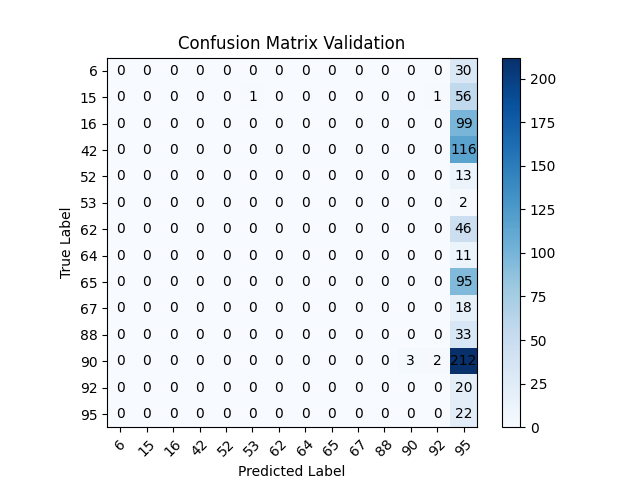 Confusion Matrix Validation
6 0 0 0 0 0 0 0 0 0 0 0 0 0 30
15 0 0 0 0 0 1 0 0 0 0 0 0 1 56
16 0 0 0 0 0 0 0 0 0 0 0 0 0 99
42 0 0 0 0 0 0 0 0 0 0 0 0 0 116
52 0 0 0 0 0 0 0 0 0 0 0 0 0 13
53 0 0 0 0 0 0 0 0 0 0 0 0 0 2
62 0 0 0 0 0 0 0 0 0 0 0 0 0 46
64 0 0 0 0 0 0 0 0 0 0 0 0 0 11
65 0 0 0 0 0 0 0 0 0 0 0 0 0 95
67 0 0 0 0 0 0 0 0 0 0 0 0 0 18
88 0 0 0 0 0 0 0 0 0 0 0 0 0 33
90 0 0 0 0 0 0 0 0 0 0 0 3 2 212
92 0 0 0 0 0 0 0 0 0 0 0 0 0 20
95 0 0 0 0 0 0 0 0 0 0 0 0 0 22
6 15 16 42 52 53 62 64 65 67 88 90 92 95
Predicted Label
True Label
200
175
150
125
100
75
50
25
0